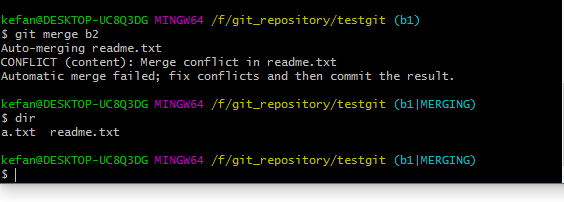 kefan@DESKTOP-UC8Q3DG MINGW64 /f/git_repository/testgit (b1)
$ git merge b2
Auto-merging readme.txt
CONFLICT (content): Merge conflict in readme.txt
Automatic merge failed; fix conflicts and then commit the result.
kefan@DESKTOP-UC8Q3DG MINGW64 /f/git_repository/testgit (b1|MERGING)
$ dir
a.txt  readme.txt
kefan@DESKTOP-UC8Q3DG MINGW64 /f/git_repository/testgit (b1|MERGING)
$